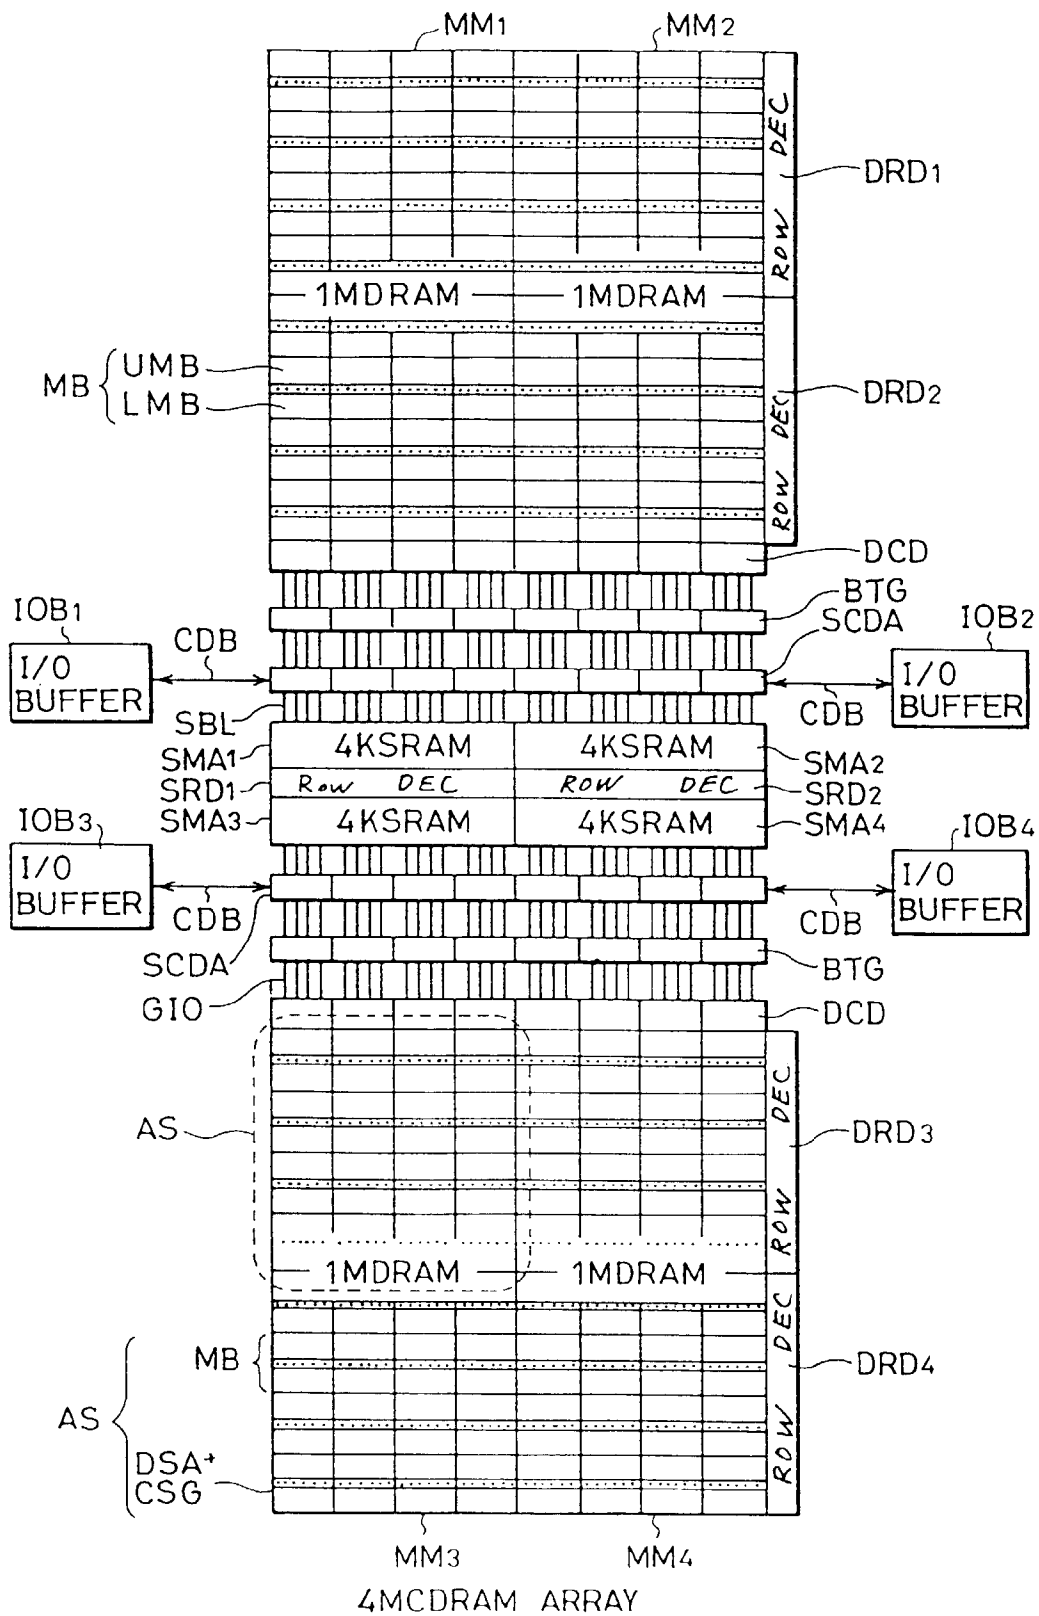 MM1 MM2
ROW DEC
DRD1
1MDRAM 1MDRAM
MB UMB
LMB
ROW DEC
DRD2
DCD
BTG
SCDA
IOB1
I/O
BUFFER
CDB
IOB2
I/O
BUFFER
CDB
SBL
SMA1 4KSRAM 4KSRAM SMA2
SRD1 ROW DEC ROW DEC SRD2
SMA3 4KSRAM 4KSRAM SMA4
IOB3
I/O
BUFFER
CDB
IOB4
I/O
BUFFER
CDB
SCDA
BTG
GIO
DCD
ROW DEC
AS
DRD3
1MDRAM 1MDRAM
ROW DEC
MB
DRD4
AS
DSA+
CSG
MM3 MM4
4MCDRAM ARRAY